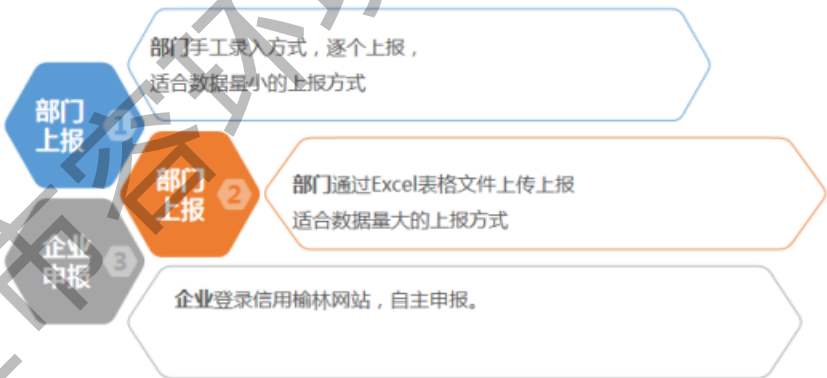 部门
上报
1
部门手工录入方式，逐个上报，
适合数据量小的上报方式
部门
上报
2
部门通过Excel表格文件上传上报
适合数据量大的上报方式
企业
申报
3
企业登录信用榆林网站，自主申报。